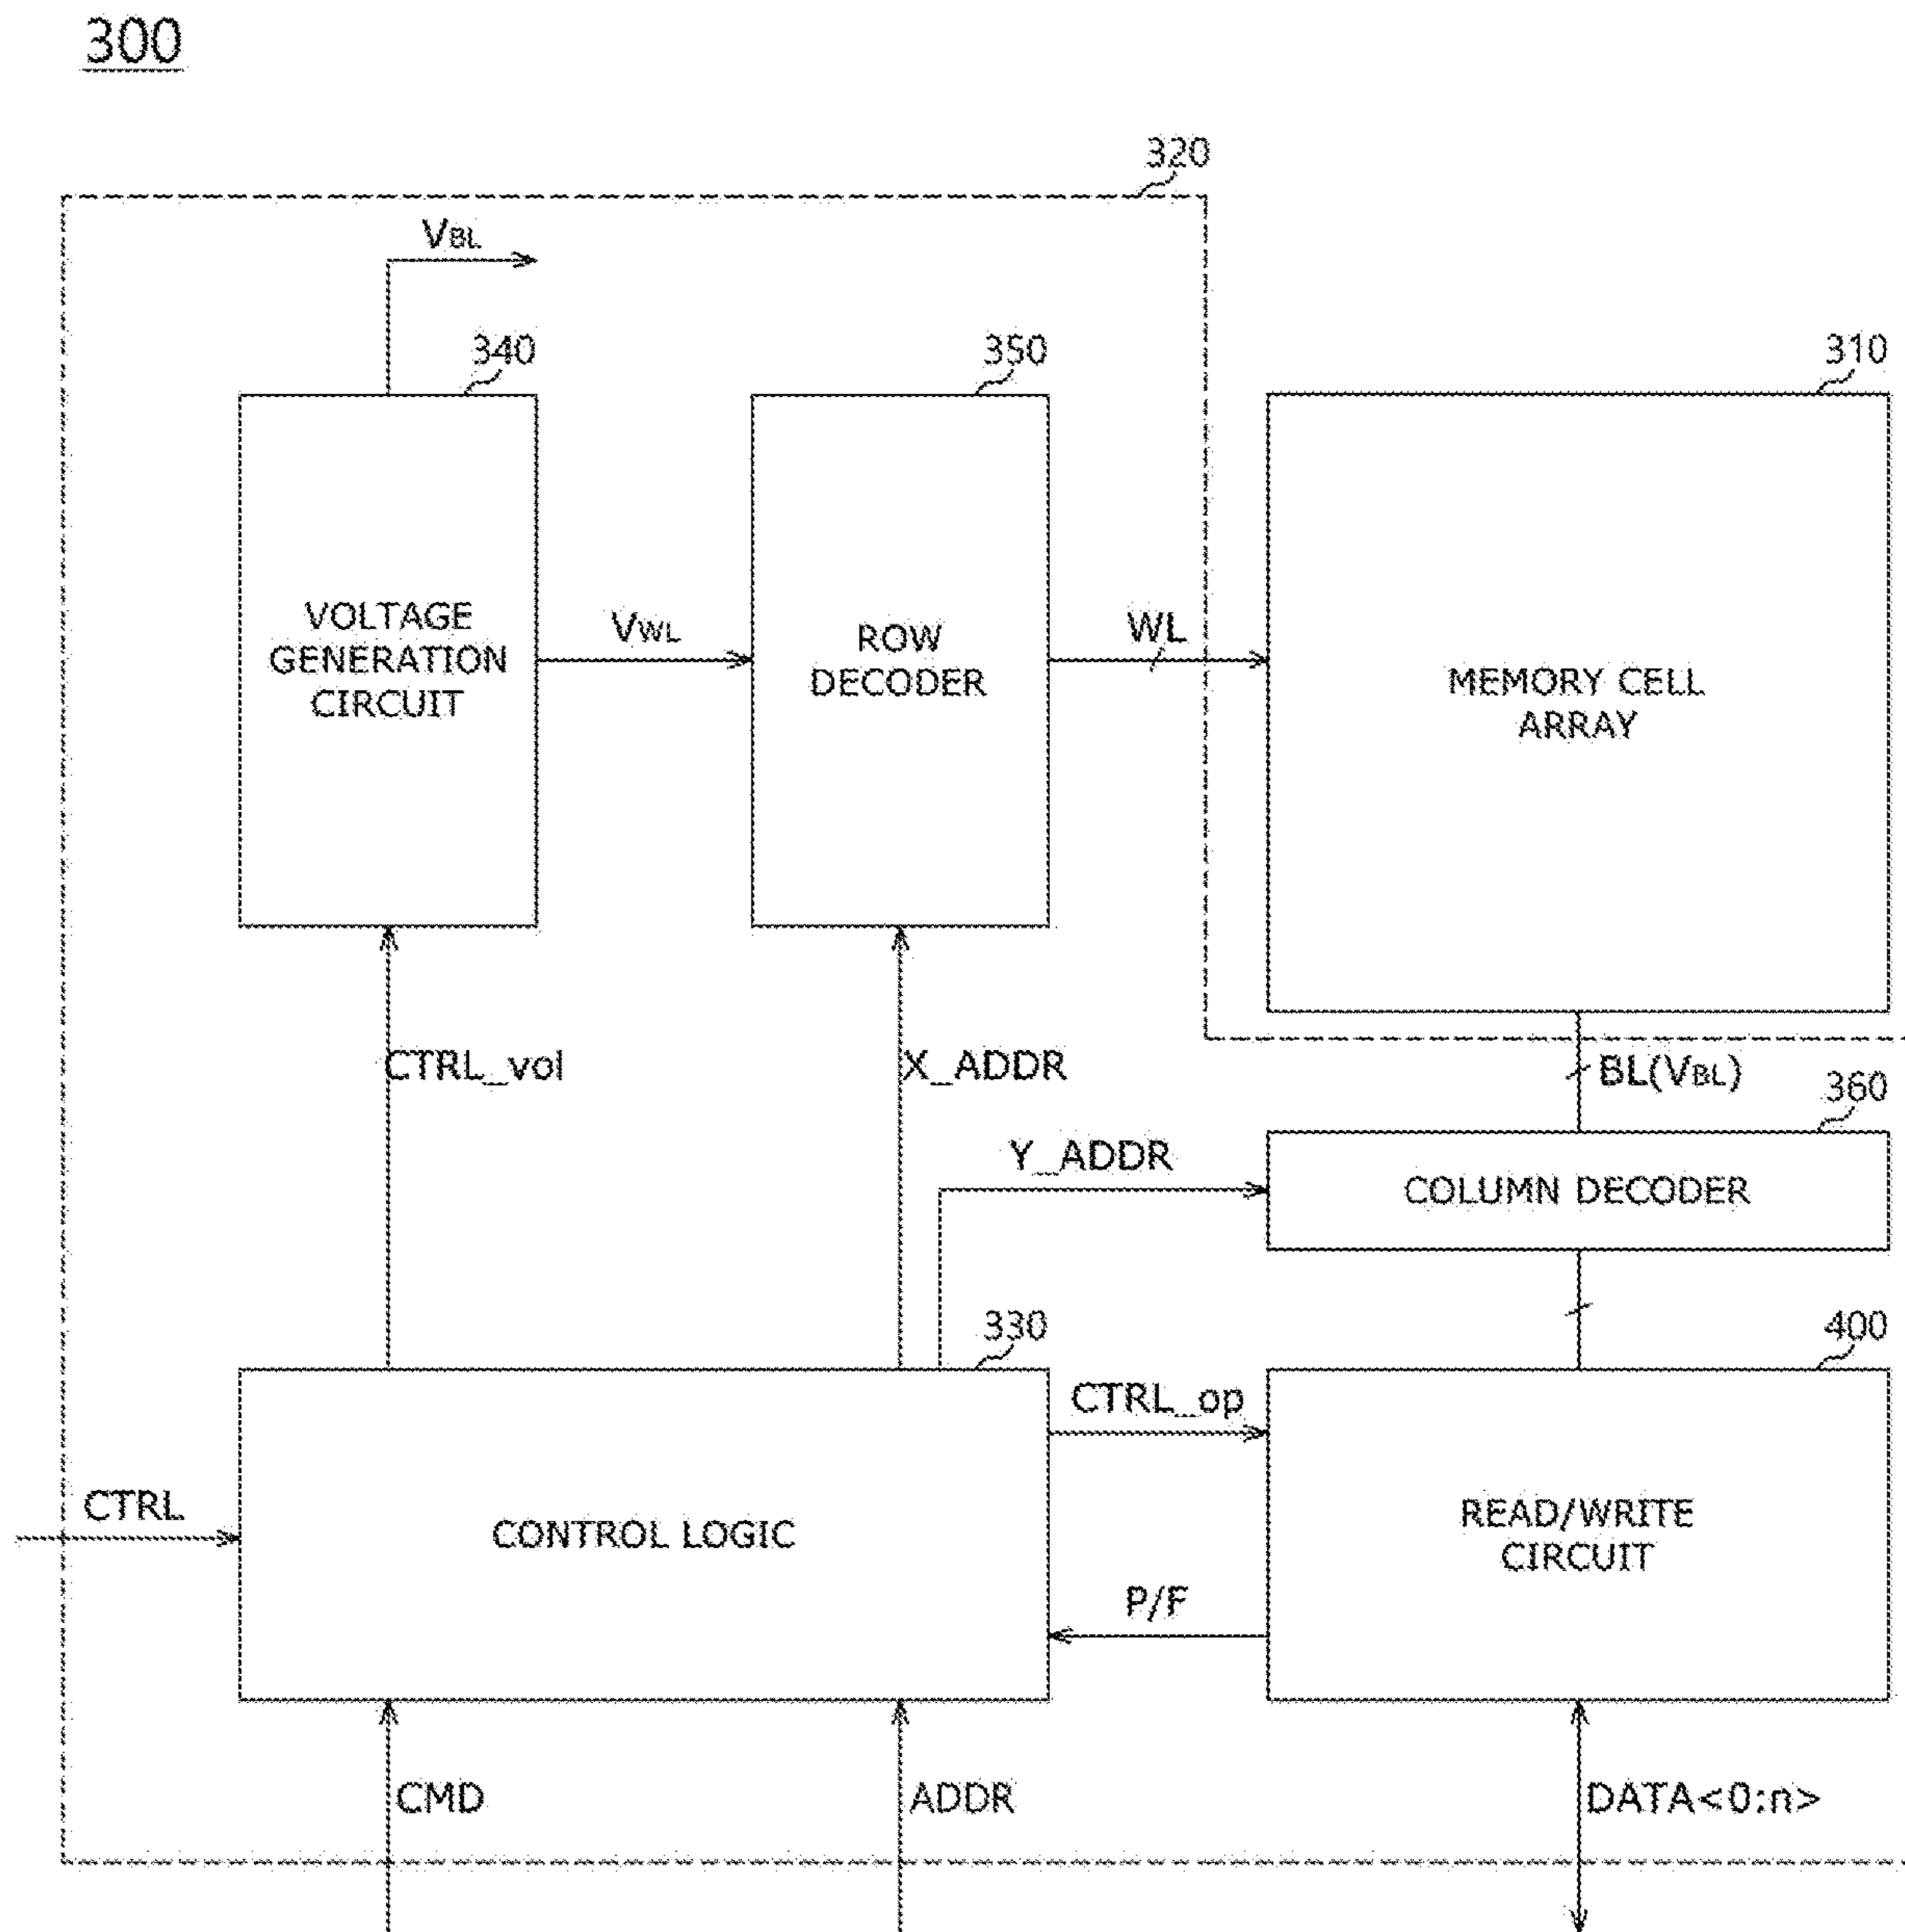 300
320
VBL
340
350
310
VOLTAGE
GENERATION
CIRCUIT
VWL
ROW
DECODER
WL
MEMORY CELL
ARRAY
CTRL_vol
X_ADDR
BL(VBL)
360
Y_ADDR
COLUMN DECODER
330
400
CTRL_op
CTRL
CONTROL LOGIC
READ/WRITE
CIRCUIT
P/F
CMD
ADDR
DATA<0:n>